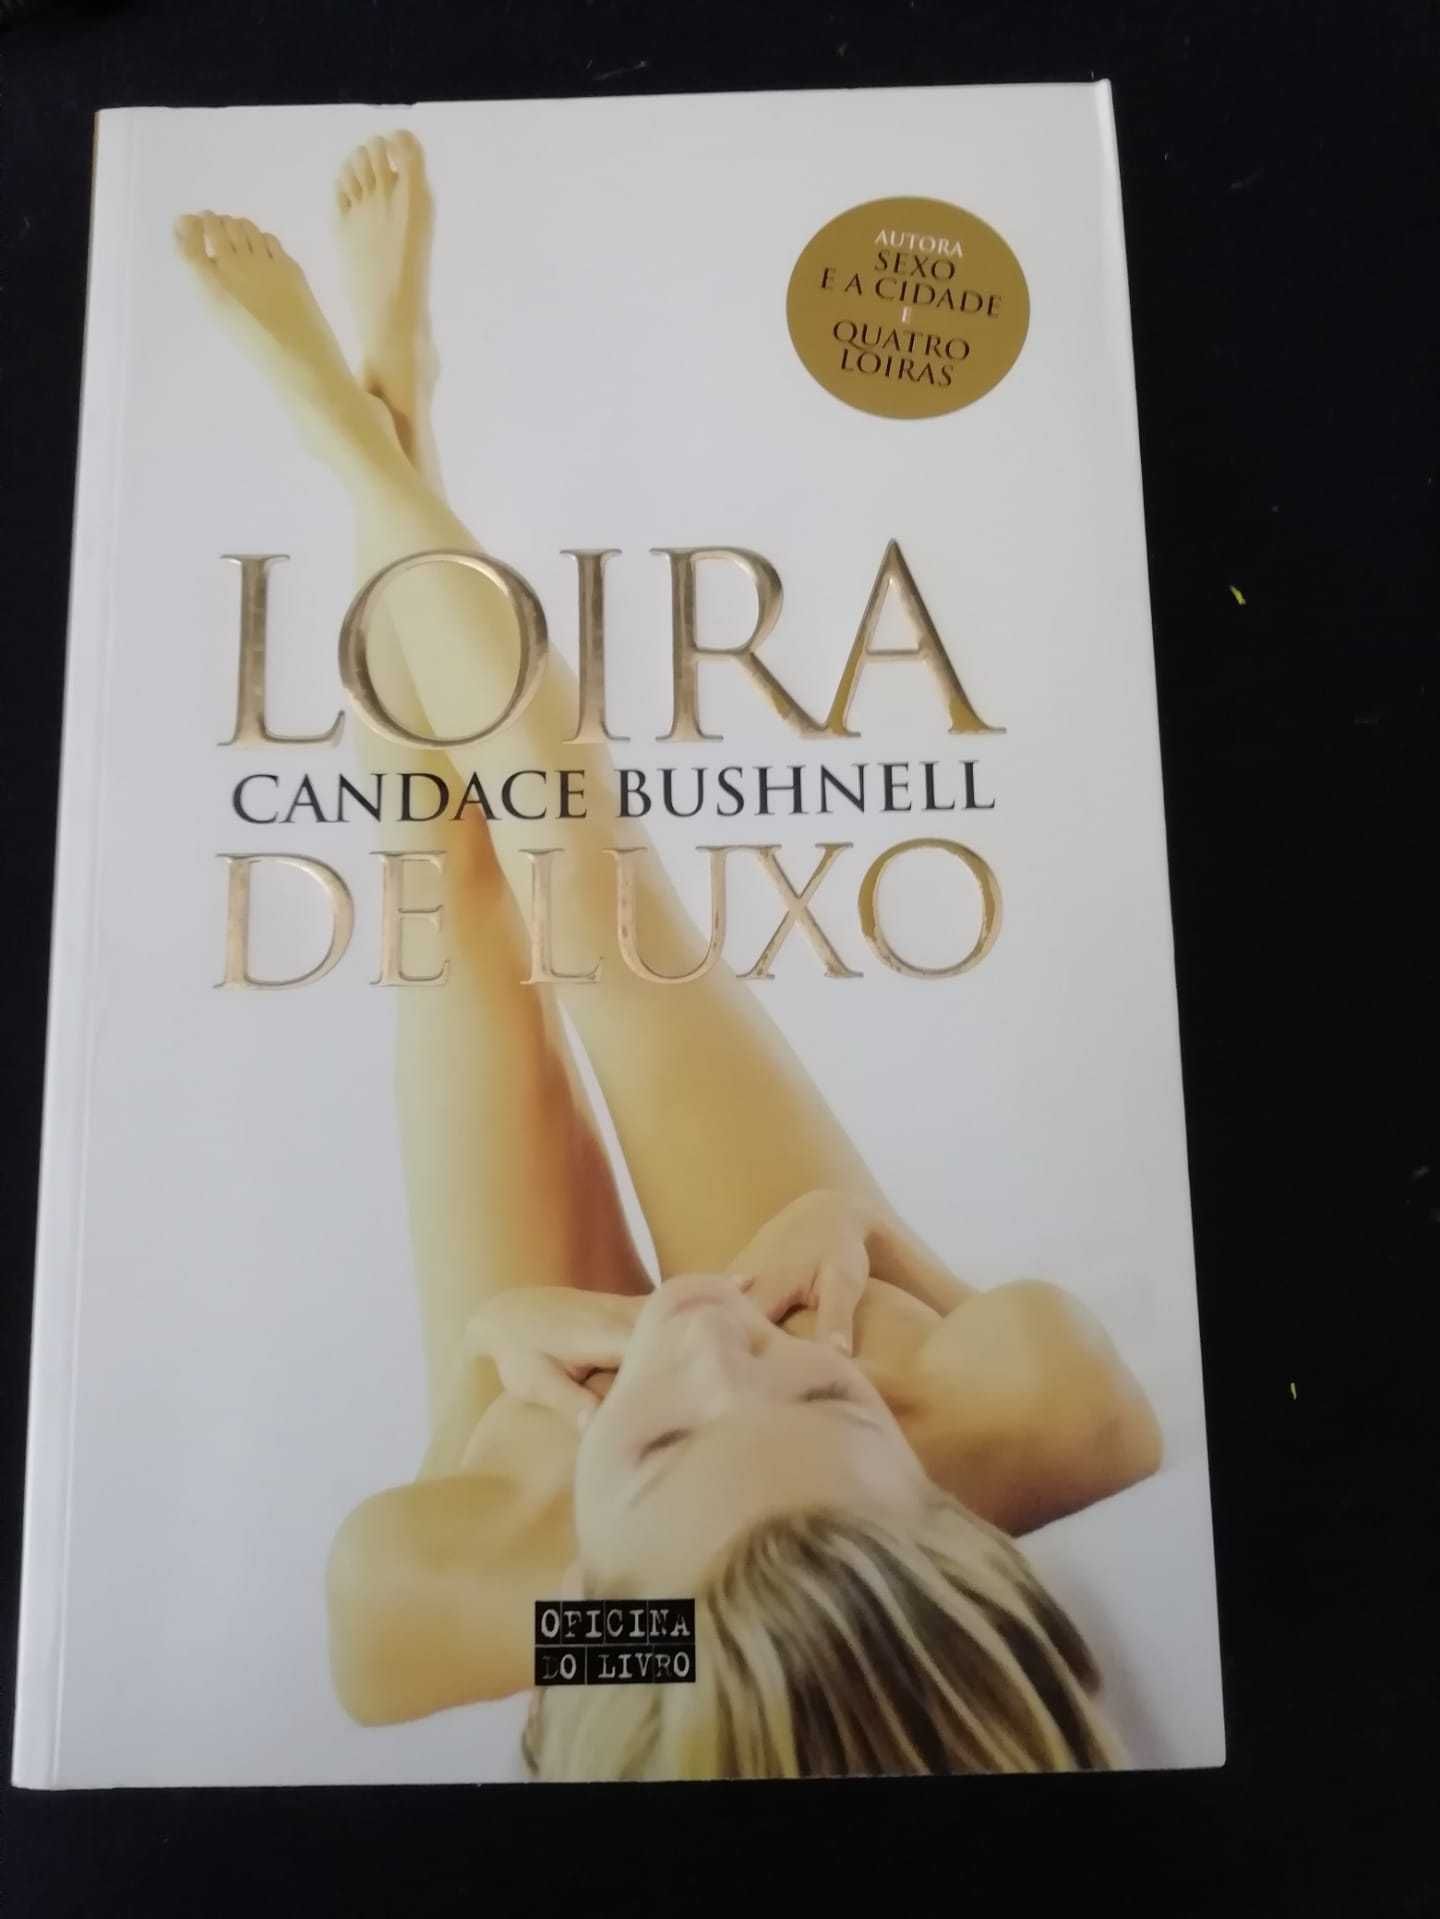 AUTORA
SEXO
E A CIDADE
E
QUATRO
LOIRAS
LOIRA
CANDACE BUSHNELL
DE LUXO
OFICINA
DO LIVRO